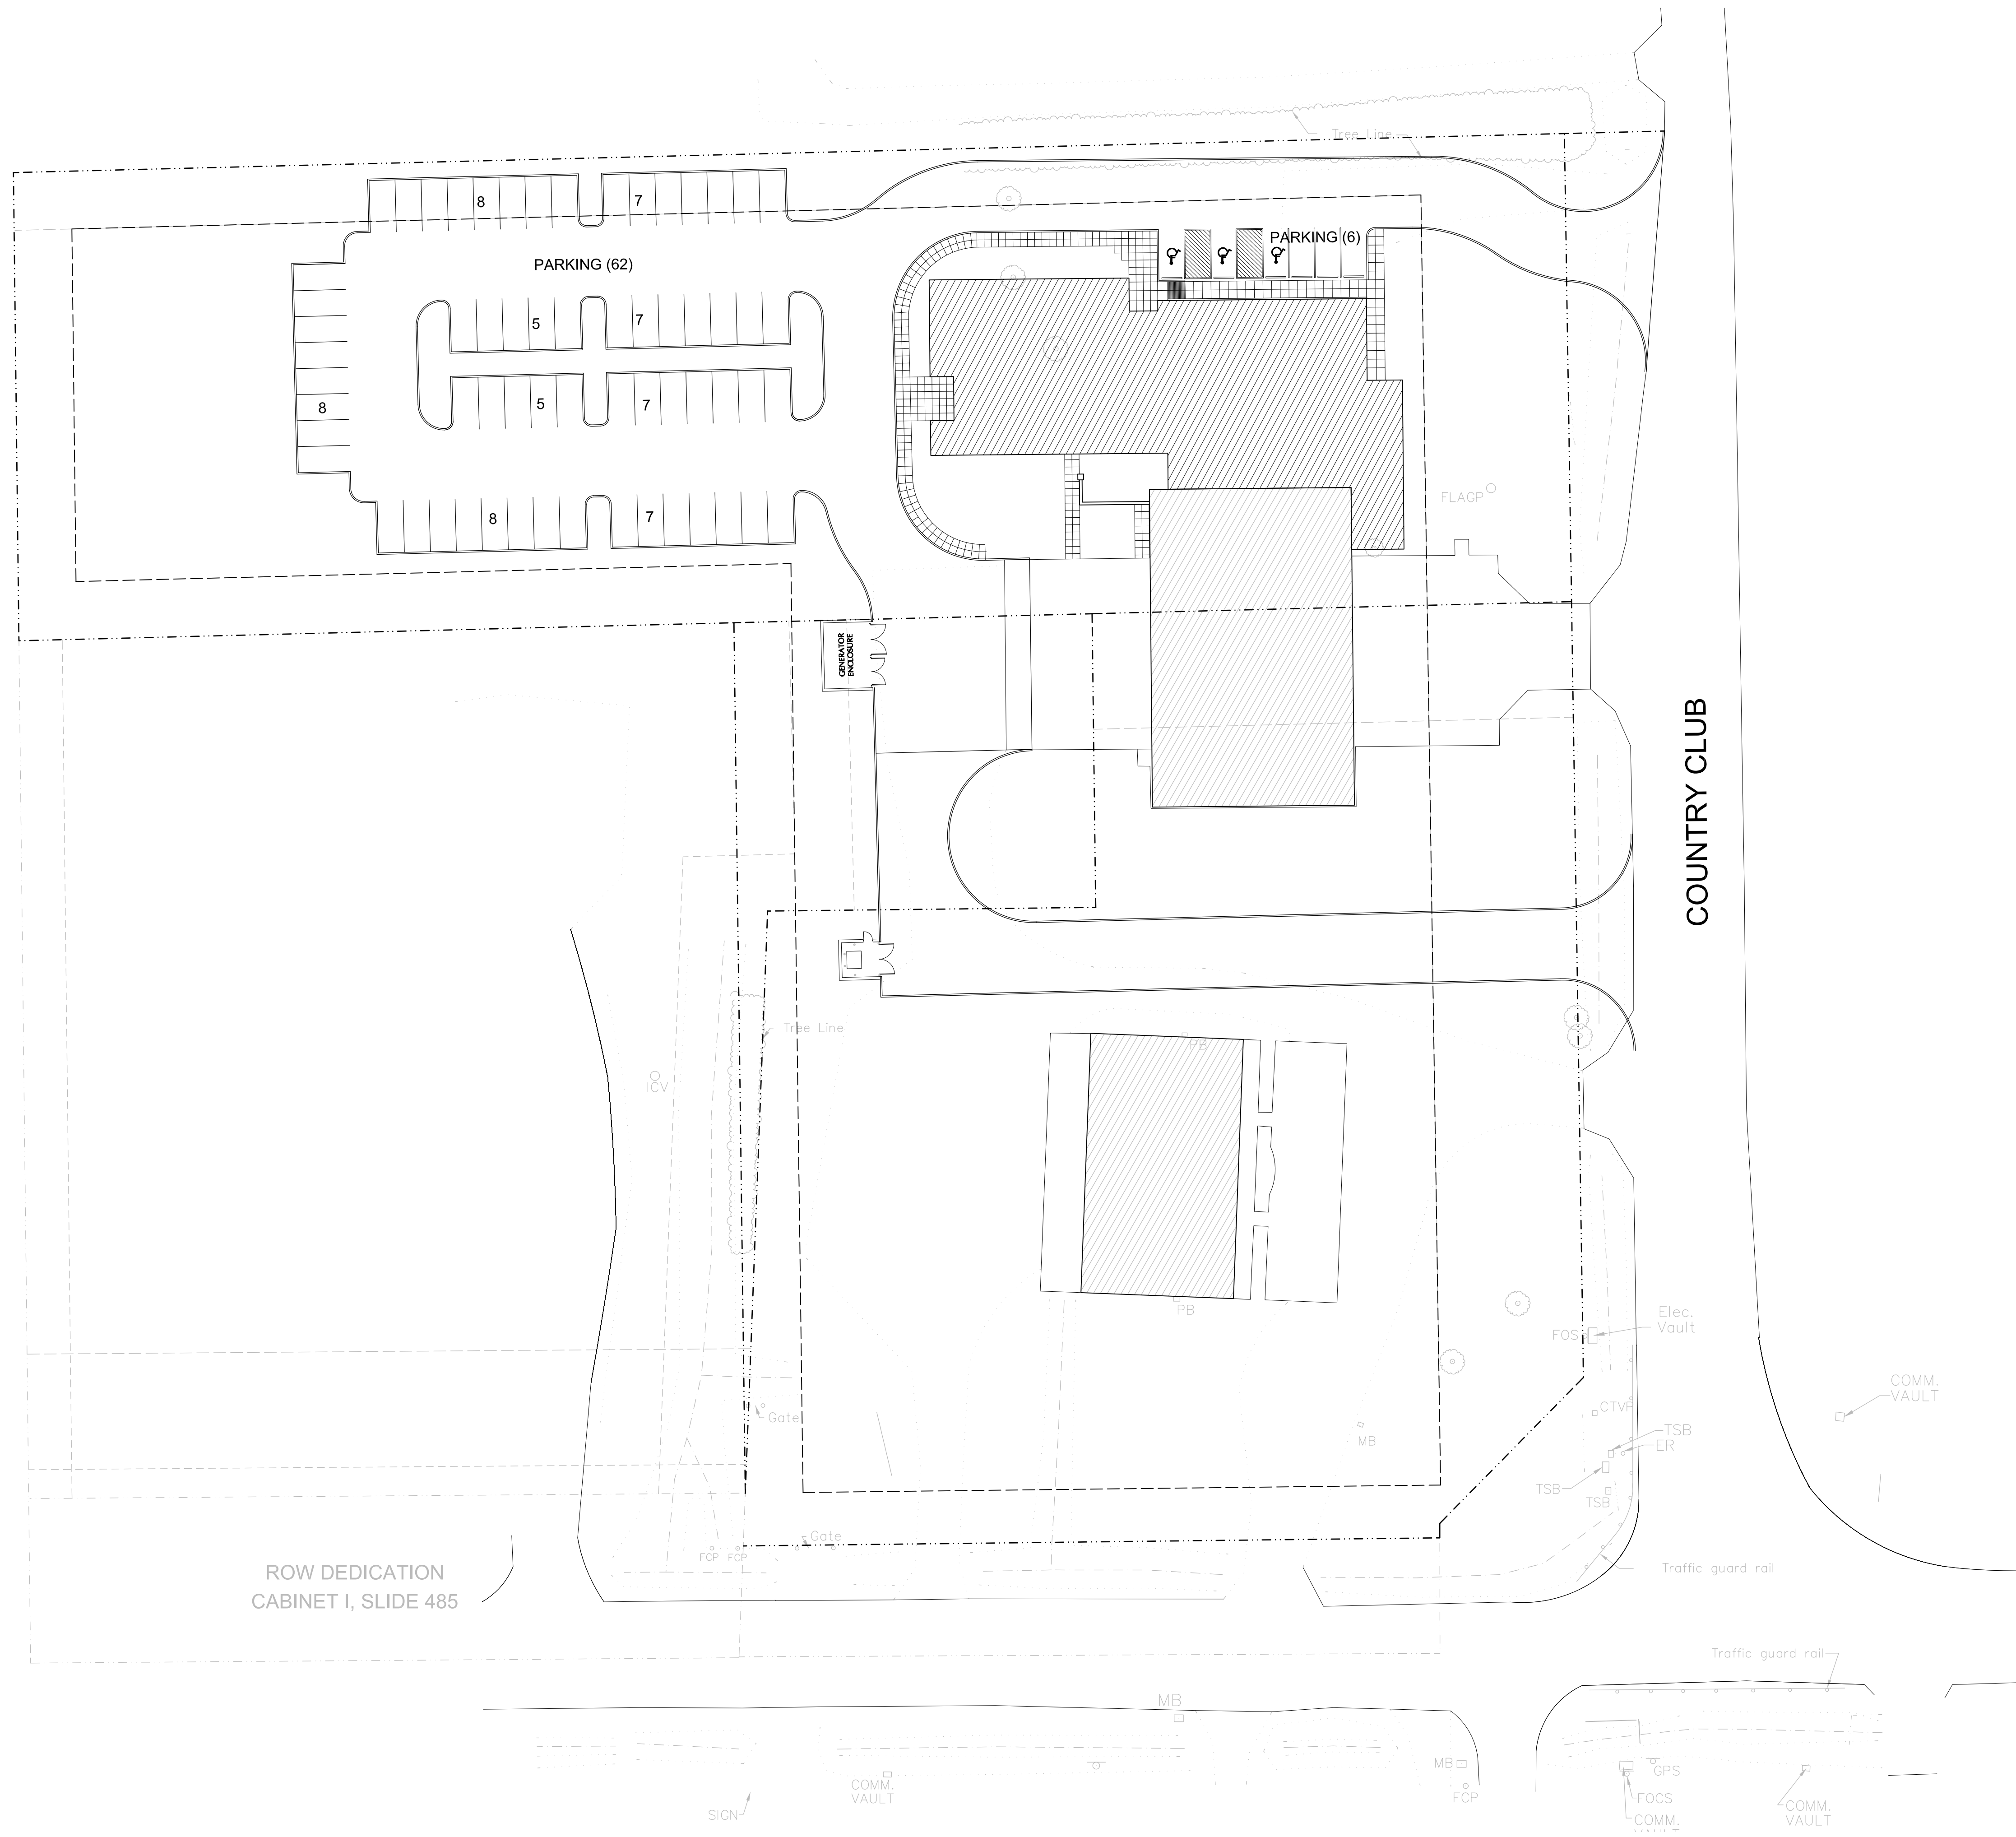 Tree Line
8
7
PARKING (6)
PARKING (62)
5
7
8
5
7
FLAGP
8
7
GENERATOR
ENCLOSURE
COUNTRY CLUB
Tree Line
PB
ICV
PB
Elec.
Vault
FOS
COMM.
VAULT
Gate
CTVP
TSB
ER
MB
TSB
TSB
Gate
FCP
FCP
ROW DEDICATION
CABINET I, SLIDE 485
Traffic guard rail
Traffic guard rail
MB
MB
GPS
COMM.
VAULT
FCP
FOCS
COMM.
VAULT
SIGN
COMM.